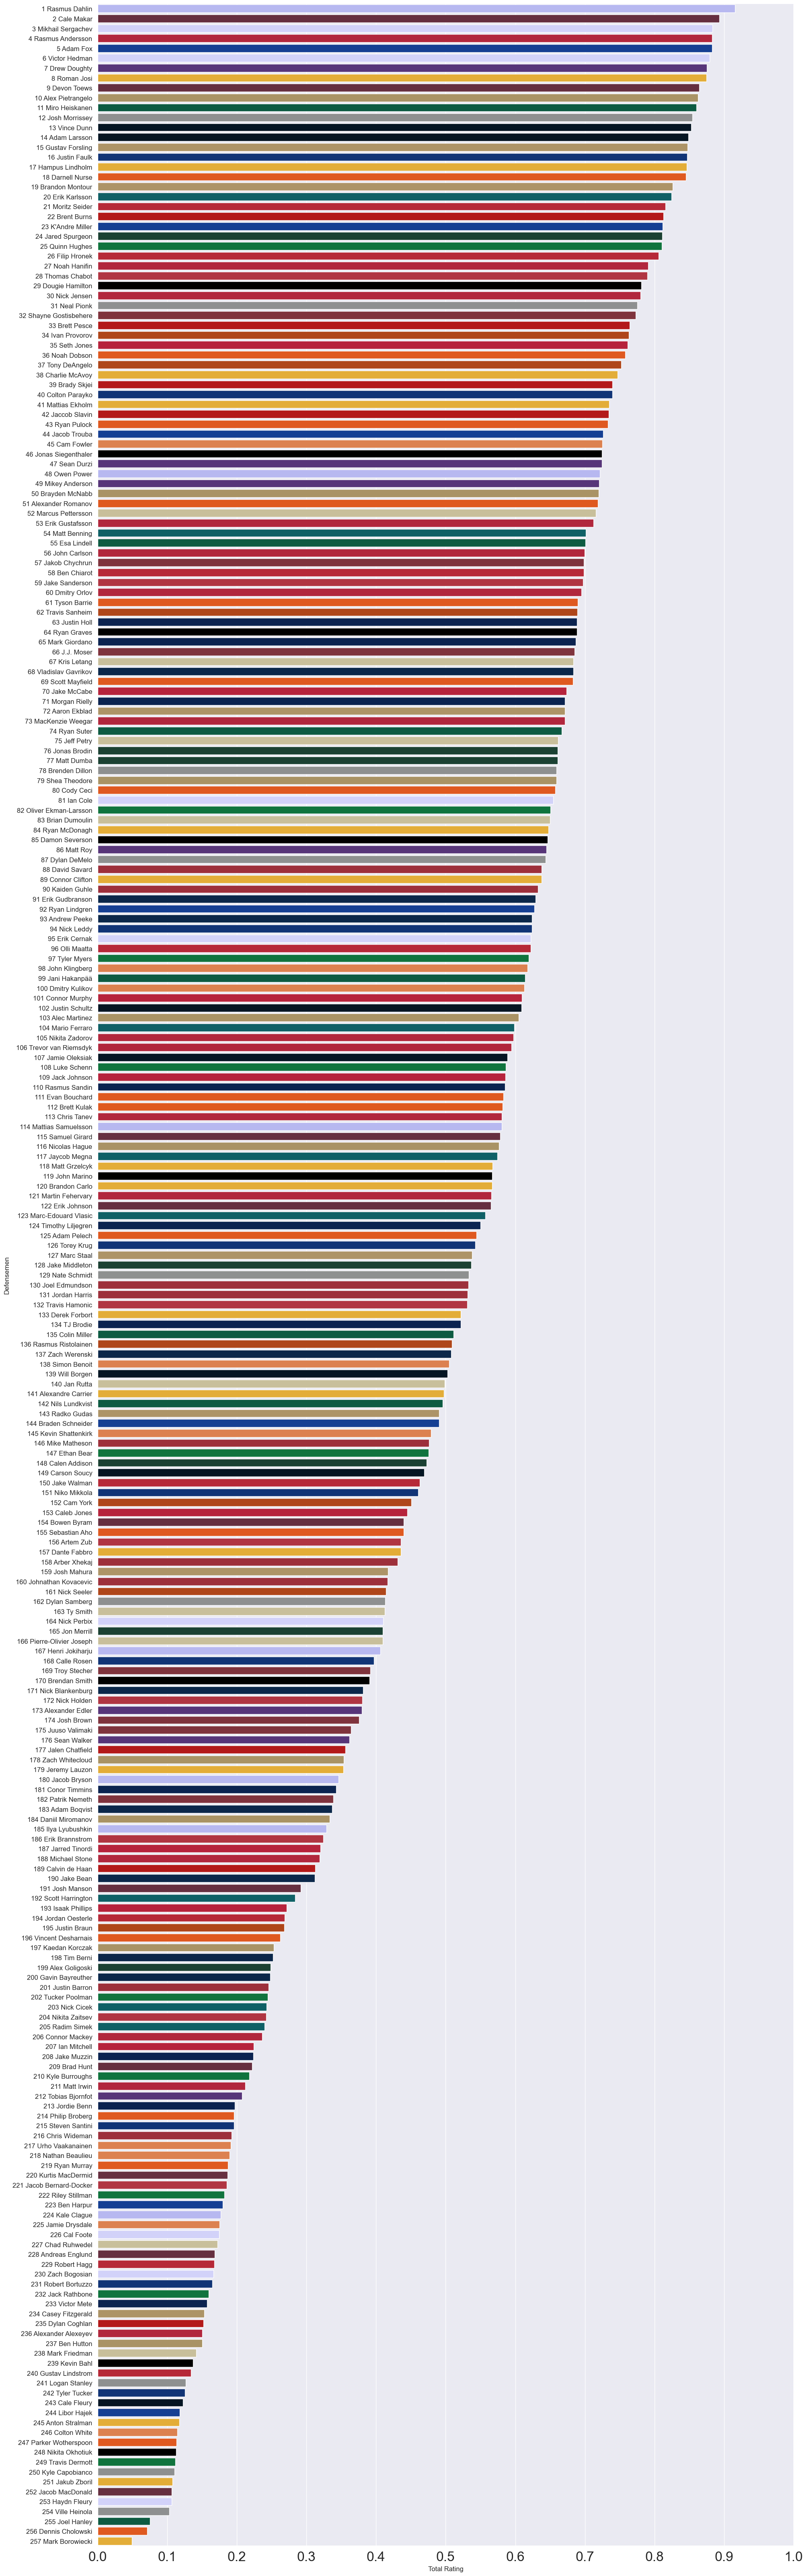 1 Rasmus Dahlin
2 Cale Makar
3 Mikhail Sergachev
4 Rasmus Andersson
5 Adam Fox
6 Victor Hedman
7 Drew Doughty
8 Roman Josi
9 Devon Toews
10 Alex Pietrangelo
11 Miro Heiskanen
12 Josh Morrissey
13 Vince Dunn
14 Adam Larsson
15 Gustav Forsling
16 Justin Faulk
17 Hampus Lindholm
18 Darnell Nurse
19 Brandon Montour
20 Erik Karlsson
21 Moritz Seider
22 Brent Burns
23 K'Andre Miller
24 Jared Spurgeon
25 Quinn Hughes
26 Filip Hronek
27 Noah Hanifin
28 Thomas Chabot
29 Dougie Hamilton
30 Nick Jensen
31 Neal Pionk
32 Shayne Gostisbehere
33 Brett Pesce
34 Ivan Provorov
35 Seth Jones
36 Noah Dobson
37 Tony DeAngelo
38 Charlie McAvoy
39 Brady Skjei
40 Colton Parayko
41 Mattias Ekholm
42 Jaccob Slavin
43 Ryan Pulock
44 Jacob Trouba
45 Cam Fowler
46 Jonas Siegenthaler
47 Sean Durzi
48 Owen Power
49 Mikey Anderson
50 Brayden McNabb
51 Alexander Romanov
52 Marcus Pettersson
53 Erik Gustafsson
54 Matt Benning
55 Esa Lindell
56 John Carlson
57 Jakob Chychrun
58 Ben Chiarot
59 Jake Sanderson
60 Dmitry Orlov
61 Tyson Barrie
62 Travis Sanheim
63 Justin Holl
64 Ryan Graves
65 Mark Giordano
66 J.J. Moser
67 Kris Letang
68 Vladislav Gavrikov
69 Scott Mayfield
70 Jake McCabe
71 Morgan Rielly
72 Aaron Ekblad
73 MacKenzie Weegar
74 Ryan Suter
75 Jeff Petry
76 Jonas Brodin
77 Matt Dumba
78 Brenden Dillon
79 Shea Theodore
80 Cody Ceci
81 Ian Cole
82 Oliver Ekman-Larsson
83 Brian Dumoulin
84 Ryan McDonagh
85 Damon Severson
86 Matt Roy
87 Dylan DeMelo
88 David Savard
89 Connor Clifton
90 Kaiden Guhle
91 Erik Gudbranson
92 Ryan Lindgren
93 Andrew Peeke
94 Nick Leddy
95 Erik Cernak
96 Olli Maatta
97 Tyler Myers
98 John Klingberg
99 Jani Hakanpää
100 Dmitry Kulikov
101 Connor Murphy
102 Justin Schultz
103 Alec Martinez
104 Mario Ferraro
105 Nikita Zadorov
106 Trevor van Riemsdyk
107 Jamie Oleksiak
108 Luke Schenn
109 Jack Johnson
110 Rasmus Sandin
111 Evan Bouchard
112 Brett Kulak
113 Chris Tanev
114 Mattias Samuelsson
115 Samuel Girard
116 Nicolas Hague
117 Jaycob Megna
118 Matt Grzelcyk
119 John Marino
120 Brandon Carlo
121 Martin Fehervary
122 Erik Johnson
123 Marc-Edouard Vlasic
124 Timothy Liljegren
125 Adam Pelech
126 Torey Krug
127 Marc Staal
128 Jake Middleton
129 Nate Schmidt
130 Joel Edmundson
131 Jordan Harris
132 Travis Hamonic
133 Derek Forbort
134 TJ Brodie
135 Colin Miller
136 Rasmus Ristolainen
137 Zach Werenski
138 Simon Benoit
139 Will Borgen
140 Jan Rutta
141 Alexandre Carrier
142 Nils Lundkvist
143 Radko Gudas
144 Braden Schneider
145 Kevin Shattenkirk
146 Mike Matheson
147 Ethan Bear
148 Calen Addison
149 Carson Soucy
150 Jake Walman
151 Niko Mikkola
152 Cam York
153 Caleb Jones
154 Bowen Byram
155 Sebastian Aho
156 Artem Zub
157 Dante Fabbro
158 Arber Xhekaj
159 Josh Mahura
160 Johnathan Kovacevic
161 Nick Seeler
162 Dylan Samberg
163 Ty Smith
164 Nick Perbix
165 Jon Merrill
166 Pierre-Olivier Joseph
167 Henri Jokiharju
168 Calle Rosen
169 Troy Stecher
170 Brendan Smith
171 Nick Blankenburg
172 Nick Holden
173 Alexander Edler
174 Josh Brown
175 Juuso Valimaki
176 Sean Walker
177 Jalen Chatfield
178 Zach Whitecloud
179 Jeremy Lauzon
180 Jacob Bryson
181 Conor Timmins
182 Patrik Nemeth
183 Adam Boqvist
184 Daniil Miromanov
185 Ilya Lyubushkin
186 Erik Brannstrom
187 Jarred Tinordi
188 Michael Stone
189 Calvin de Haan
190 Jake Bean
191 Josh Manson
192 Scott Harrington
193 Isaak Phillips
194 Jordan Oesterle
195 Justin Braun
196 Vincent Desharnais
197 Kaedan Korczak
198 Tim Berni
199 Alex Goligoski
200 Gavin Bayreuther
201 Justin Barron
202 Tucker Poolman
203 Nick Cicek
204 Nikita Zaitsev
205 Radim Simek
206 Connor Mackey
207 Ian Mitchell
208 Jake Muzzin
209 Brad Hunt
210 Kyle Burroughs
211 Matt Irwin
212 Tobias Bjornfot
213 Jordie Benn
214 Philip Broberg
215 Steven Santini
216 Chris Wideman
217 Urho Vaakanainen
218 Nathan Beaulieu
219 Ryan Murray
220 Kurtis MacDermid
221 Jacob Bernard-Docker
222 Riley Stillman
223 Ben Harpur
224 Kale Clague
225 Jamie Drysdale
226 Cal Foote
227 Chad Ruhwedel
228 Andreas Englund
229 Robert Hagg
230 Zach Bogosian
231 Robert Bortuzzo
232 Jack Rathbone
233 Victor Mete
234 Casey Fitzgerald
235 Dylan Coghlan
236 Alexander Alexeyev
237 Ben Hutton
238 Mark Friedman
239 Kevin Bahl
240 Gustav Lindstrom
241 Logan Stanley
242 Tyler Tucker
243 Cale Fleury
244 Libor Hajek
245 Anton Stralman
246 Colton White
247 Parker Wotherspoon
248 Nikita Okhotiuk
249 Travis Dermott
250 Kyle Capobianco
251 Jakub Zboril
252 Jacob MacDonald
253 Haydn Fleury
254 Ville Heinola
255 Joel Hanley
256 Dennis Cholowski
257 Mark Borowiecki
Defensemen
0.0 0.1 0.2 0.3 0.4 0.5 0.6 0.7 0.8 0.9 1.0
Total Rating